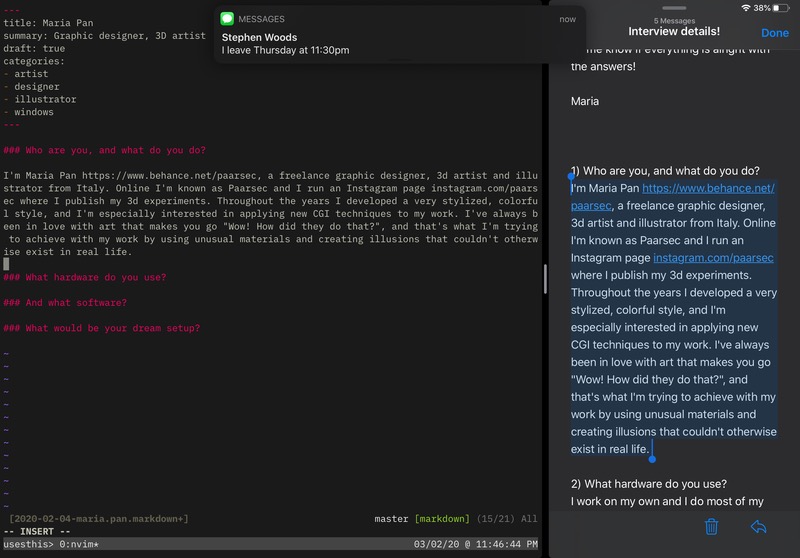 ---
title: Maria Pan
summary: Graphic designer, 3D artist
draft: true
categories:
- artist
- designer
- illustrator
- windows
---
### Who are you, and what do you do?
I'm Maria Pan https://www.behance.net/paarsec, a freelance graphic designer, 3d artist and illu
strator from Italy. Online I'm known as Paarsec and I run an Instagram page instagram.com/paars
ec where I publish my 3d experiments. Throughout the years I developed a very stylized, colorfu
l style, and I'm especially interested in applying new CGI techniques to my work. I've always b
een in love with art that makes you go "Wow! How did they do that?", and that's what I'm trying
to achieve with my work by using unusual materials and creating illusions that couldn't otherw
ise exist in real life.
### What hardware do you use?
### And what software?
### What would be your dream setup?
~
~
~
~
~
~
~
~
~
~
~
~
~
[2020-02-04-maria.pan.markdown+]
master [markdown] (15/21) All
-- INSERT --
usesthis> 0:nvim*
03/02/20 @ 11:46:44 PM
MESSAGES
now
Stephen Woods
I leave Thursday at 11:30pm
38%
5 Messages
Interview details!
Done
me know if everything is alright with
the answers!
Maria
1) Who are you, and what do you do?
I'm Maria Pan https://www.behance.net/
paarsec, a freelance graphic designer,
3d artist and illustrator from Italy. Online
I'm known as Paarsec and I run an
Instagram page instagram.com/paarsec
where I publish my 3d experiments.
Throughout the years I developed a very
stylized, colorful style, and I'm
especially interested in applying new
CGI techniques to my work. I've always
been in love with art that makes you go
"Wow! How did they do that?", and
that's what I'm trying to achieve with my
work by using unusual materials and
creating illusions that couldn't otherwise
exist in real life.
2) What hardware do you use?
I work on my own and I do most of my